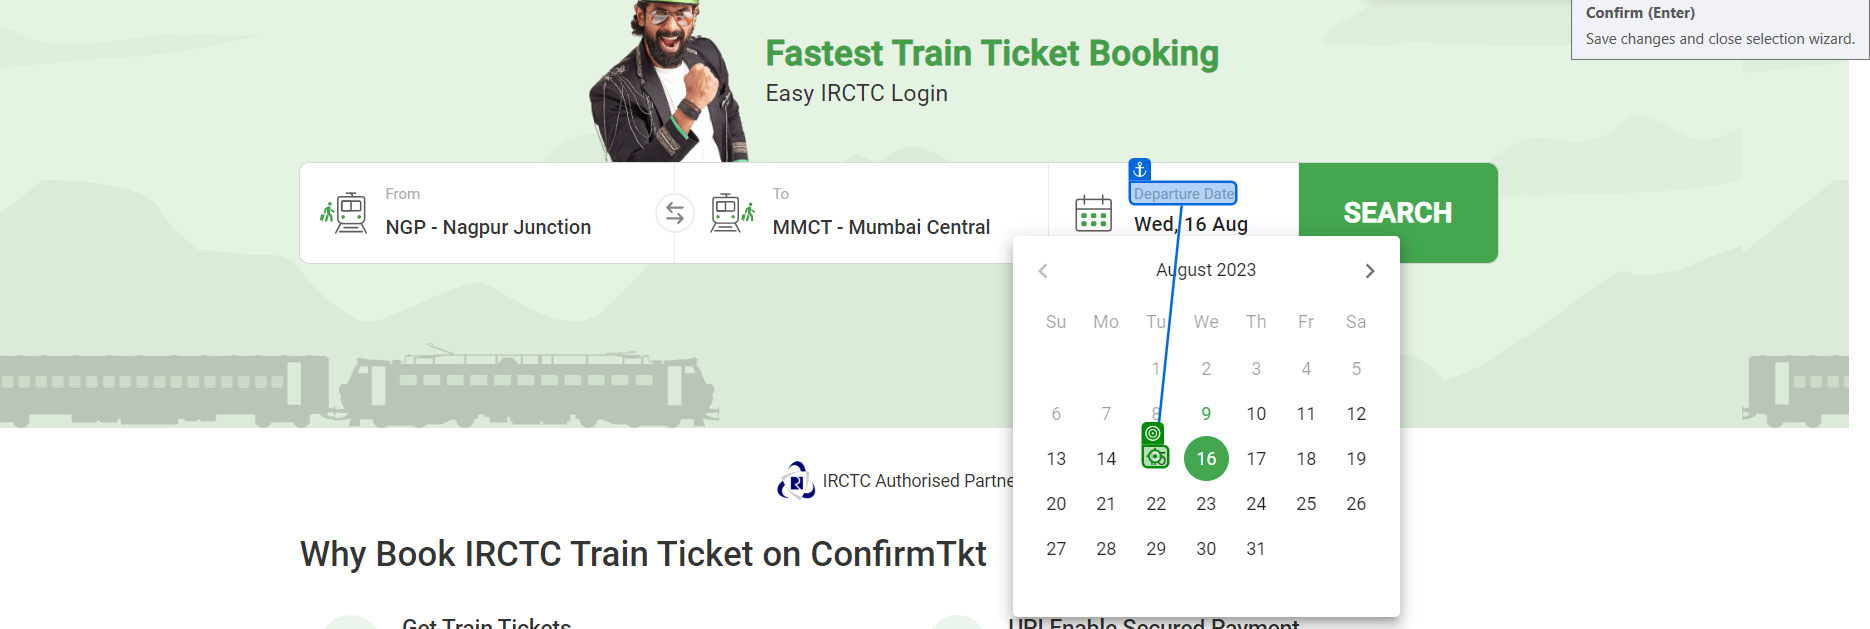 Confirm (Enter)
Save changes and close selection wizard.
Fastest Train Ticket Booking
Easy IRCTC Login
From
NGP - Nagpur Junction
To
MMCT - Mumbai Central
Departure Date
Wed, 16 Aug
SEARCH
August 2023
Su Mo Tu We Th Fr Sa
1 2 3 4 5
6 7 8 9 10 11 12
13 14 16 17 18 19
20 21 22 23 24 25 26
27 28 29 30 31
IRCTC Authorised Partne
Why Book IRCTC Train Ticket on ConfirmTkt
Get Train Tickets
UPI Enable Secured Payment